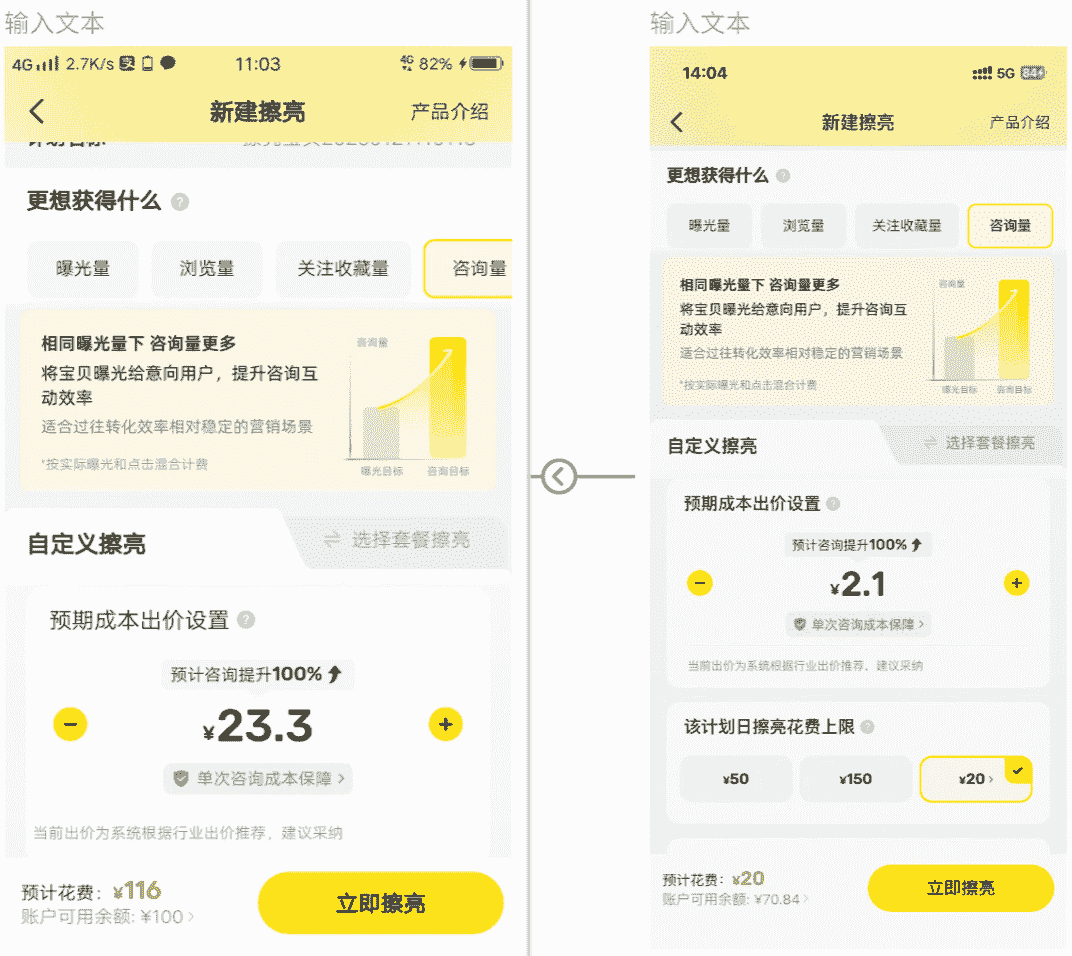 输入文本
4G 2.7K/s 支 11:03 4G 82%
新建擦亮 产品介绍
更想获得什么 ?
曝光量 浏览量 关注收藏量 咨询量
相同曝光量下 咨询量更多
将宝贝曝光给意向用户，提升咨询互
动效率
适合过往转化效率相对稳定的营销场景
*按实际曝光和点击混合计费
咨询量
曝光目标 咨询目标
自定义擦亮 选择套餐擦亮
预期成本出价设置 ?
预计咨询提升100%
¥23.3
单次咨询成本保障 >
当前出价为系统根据行业出价推荐，建议采纳
预计花费：¥116
账户可用余额: ¥100 >
立即擦亮
输入文本
14:04 5G 84
新建擦亮 产品介绍
更想获得什么 ?
曝光量 浏览量 关注收藏量 咨询量
相同曝光量下 咨询量更多
将宝贝曝光给意向用户，提升咨询互
动效率
适合过往转化效率相对稳定的营销场景
*按实际曝光和点击混合计费
咨询量
曝光目标 咨询目标
自定义擦亮 选择套餐擦亮
预期成本出价设置 ?
预计咨询提升100%
¥2.1
单次咨询成本保障 >
当前出价为系统根据行业出价推荐，建议采纳
该计划日擦亮花费上限 ?
¥50 ¥150 ¥20 >
预计花费：¥20
账户可用余额: ¥70.84 >
立即擦亮